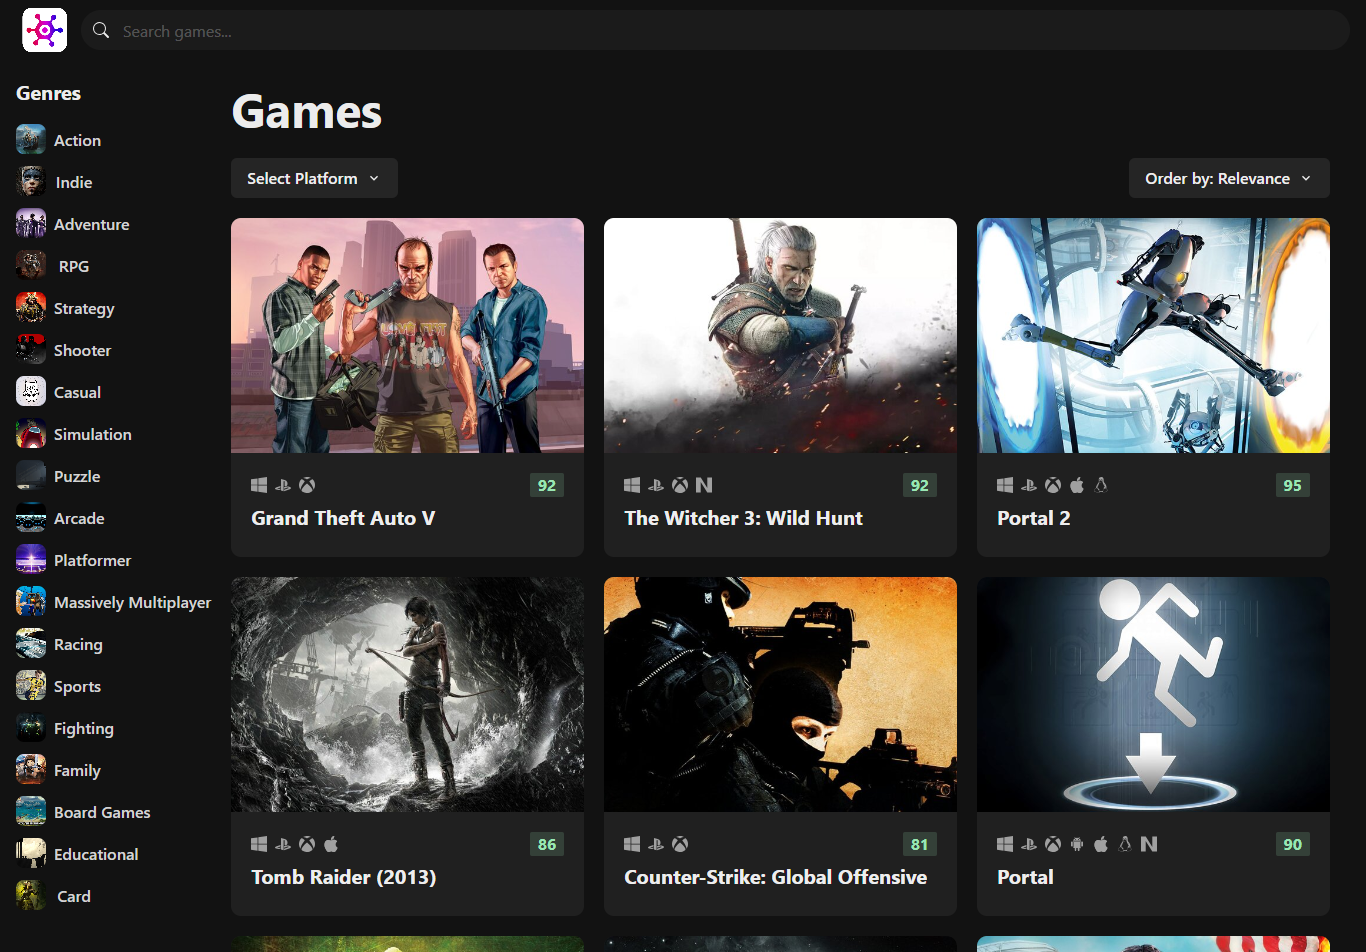 Search games...
Genres
Action
Indie
Adventure
RPG
Strategy
Shooter
Casual
Simulation
Puzzle
Arcade
Platformer
Massively Multiplayer
Racing
Sports
Fighting
Family
Board Games
Educational
Card
Games
Select Platform
Order by: Relevance
92
Grand Theft Auto V
92
The Witcher 3: Wild Hunt
95
Portal 2
86
Tomb Raider (2013)
81
Counter-Strike: Global Offensive
90
Portal